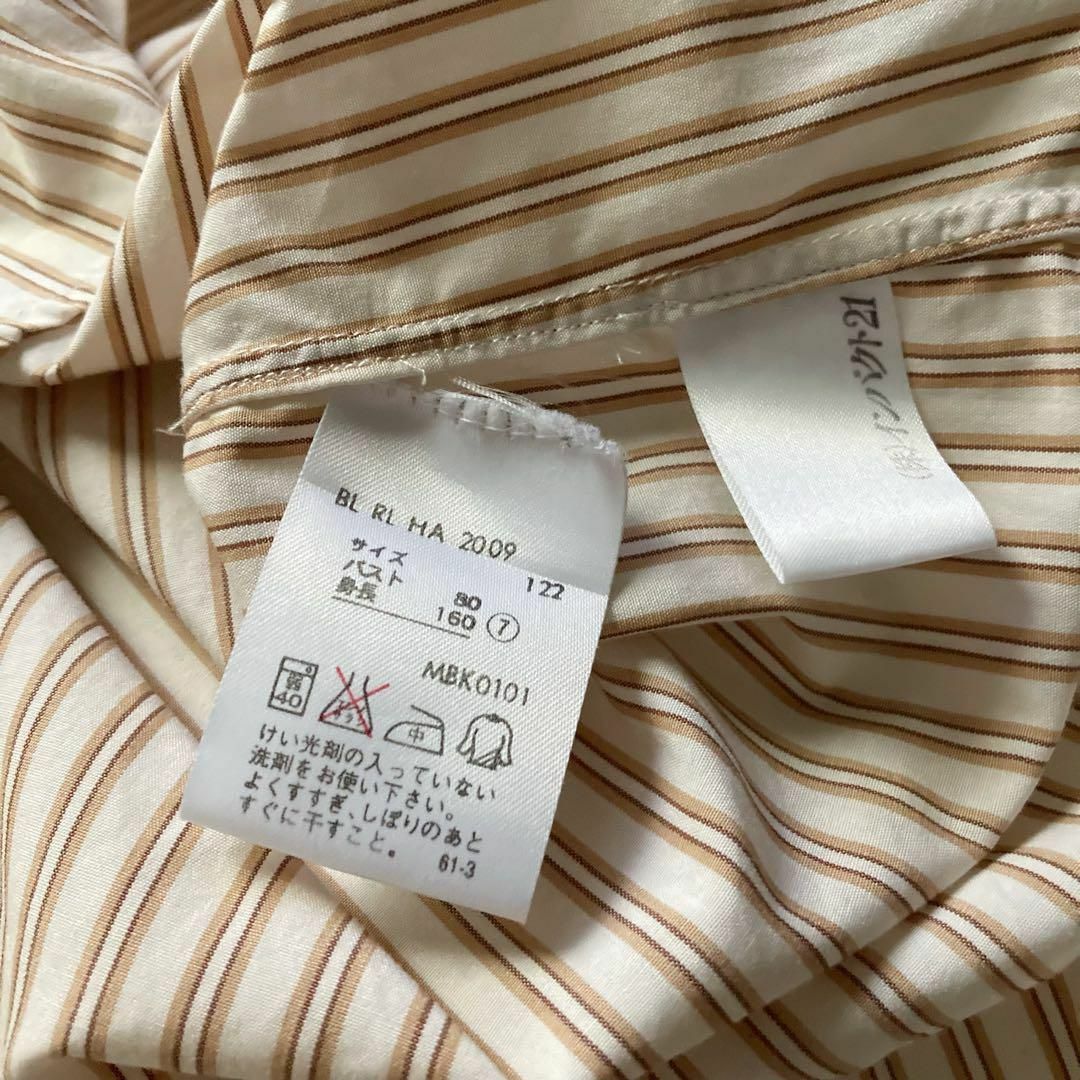 BL RL HA 2009
122
サイズ
バスト 80
身長 160 ⑦
MBK0101
弱
40
中
けい光剤の入っていない
洗剤をお使い下さい。
よくすすぎ、しぼりのあと
すぐに干すこと。
61-3
(株)インパクト21